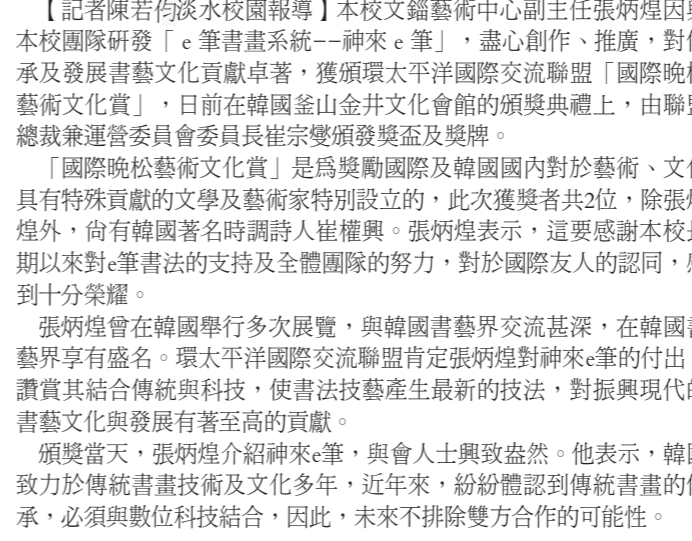 【記者陳若伶淡水校園報導】本校文錙藝術中心副主任張炳煌因與
本校團隊研發「e筆書畫系統--神來e筆」，盡心創作、推廣，對傳
承及發展書藝文化貢獻卓著，獲頒環太平洋國際交流聯盟「國際晚松
藝術文化賞」，日前在韓國釜山金井文化會館的頒獎典禮上，由聯盟
總裁兼運營委員會委員長崔宗燮頒發獎盃及獎牌。
「國際晚松藝術文化賞」是為獎勵國際及韓國國內對於藝術、文化
具有特殊貢獻的文學及藝術家特別設立的，此次獲獎者共2位，除張炳
煌外，尚有韓國著名時調詩人崔權興。張炳煌表示，這要感謝本校長
期以來對e筆書法的支持及全體團隊的努力，對於國際友人的認同，感
到十分榮耀。
張炳煌曾在韓國舉行多次展覽，與韓國書藝界交流甚深，在韓國書
藝界享有盛名。環太平洋國際交流聯盟肯定張炳煌對神來e筆的付出，
讚賞其結合傳統與科技，使書法技藝產生最新的技法，對振興現代的
書藝文化與發展有著至高的貢獻。
頒獎當天，張炳煌介紹神來e筆，與會人士興致盎然。他表示，韓國
致力於傳統書畫技術及文化多年，近年來，紛紛體認到傳統書畫的傳
承，必須與數位科技結合，因此，未來不排除雙方合作的可能性。